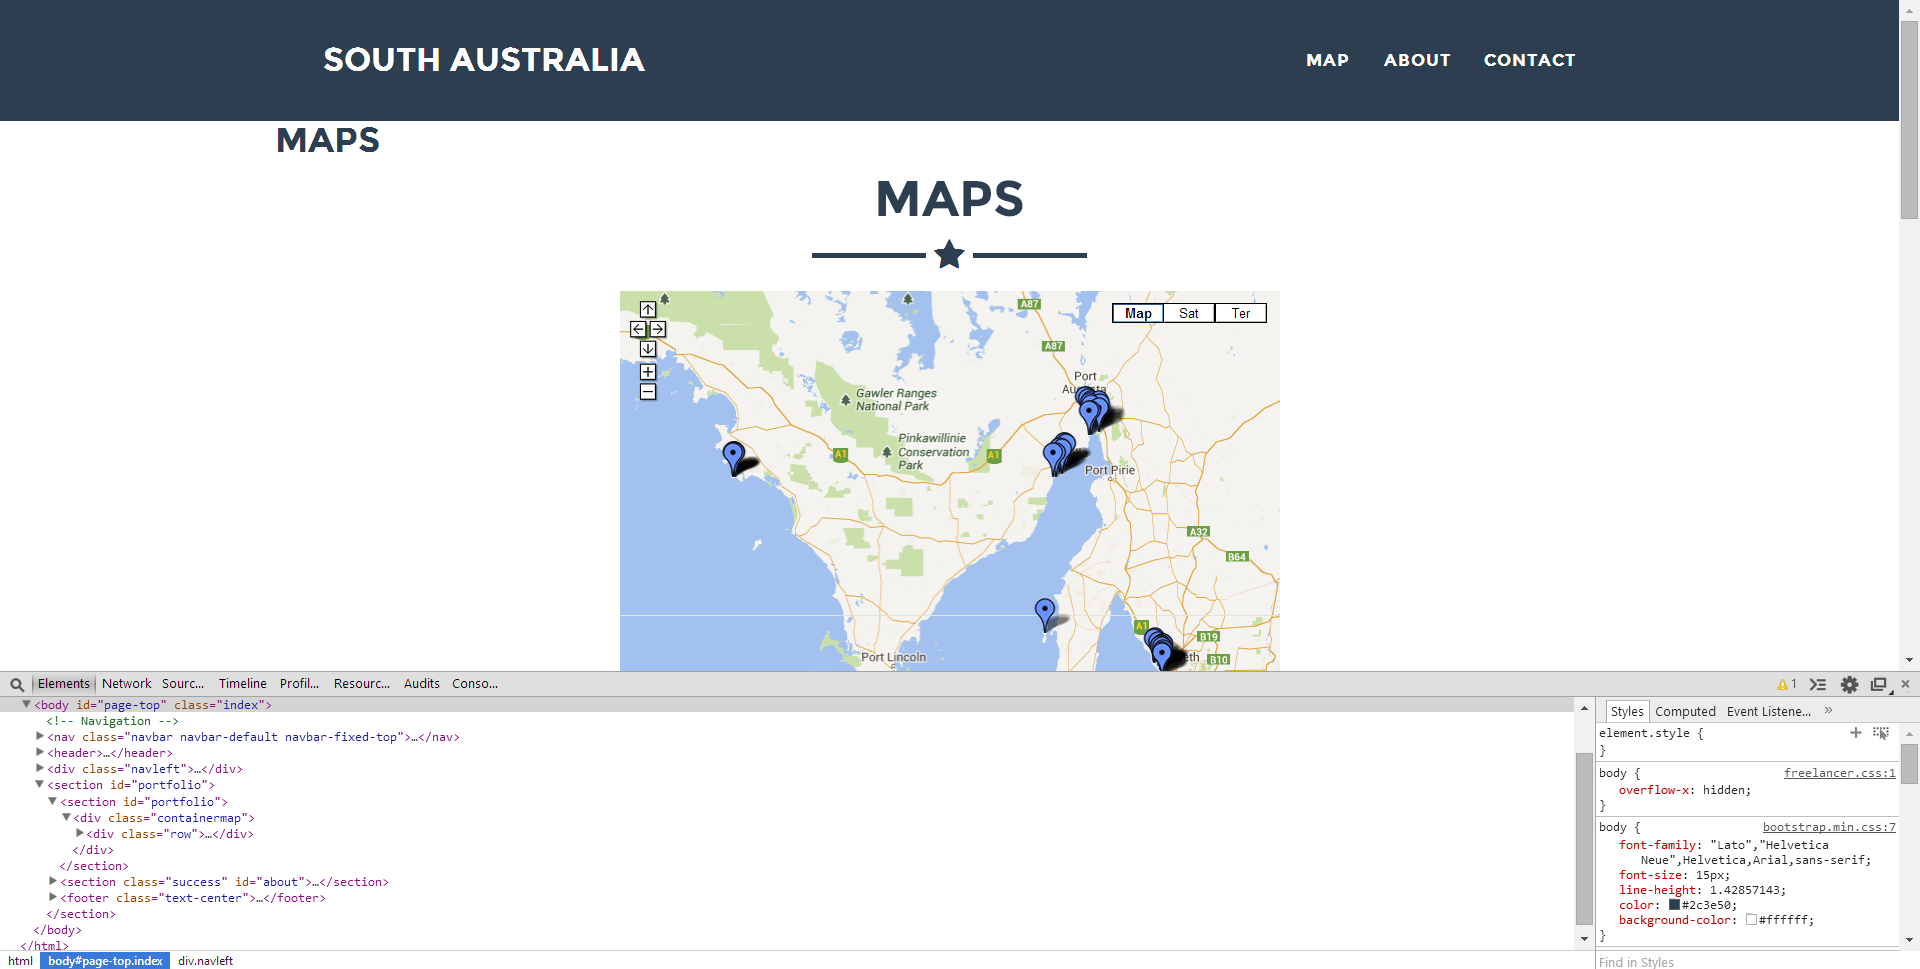 SOUTH AUSTRALIA
MAP ABOUT CONTACT
MAPS
MAPS
A87
Map Sat Ter
A87
Port
Gawler Ranges
National Park
Pinkawillinie
Conservation
Park
A1
A1
Port Pirie
A32
B64
A1
B19
Port Lincoln
eth
B10
Elements Network Sourc... Timeline Profil... Resourc... Audits Conso... 1
<body id="page-top" class="index">
<!-- Navigation -->
<nav class="navbar navbar-default navbar-fixed-top">…</nav>
<header>…</header>
<div class="navleft">…</div>
<section id="portfolio">
<section id="portfolio">
<div class="containermap">
<div class="row">…</div>
</div>
</section>
<section class="success" id="about">…</section>
<footer class="text-center">…</footer>
</section>
</body>
</html>
html body#page-top.index div.navleft
Styles Computed Event Listene... »
element.style {
}
body { freelancer.css:1
overflow-x: hidden;
}
body { bootstrap.min.css:7
font-family: "Lato","Helvetica
Neue",Helvetica,Arial,sans-serif;
font-size: 15px;
line-height: 1.42857143;
color: #2c3e50;
background-color: #ffffff;
}
Find in Styles